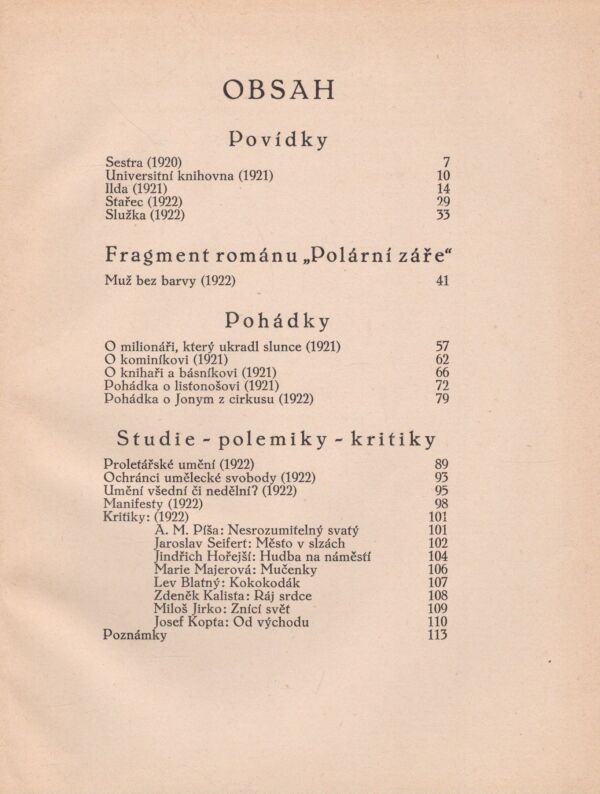 OBSAH
Povídky
Sestra (1920) 7
Universitní knihovna (1921) 10
Ilda (1921) 14
Stařec (1922) 29
Služka (1922) 33
Fragment románu „Polární záře“
Muž bez barvy (1922) 41
Pohádky
O milionáři, který ukradl slunce (1921) 57
O kominíkovi (1921) 62
O knihaři a básníkovi (1921) 66
Pohádka o listonošovi (1921) 72
Pohádka o Jonym z cirkusu (1922) 79
Studie - polemiky - kritiky
Proletářské umění (1922) 89
Ochránci umělecké svobody (1922) 93
Umění všední či nedělní? (1922) 95
Manifesty (1922) 98
Kritiky: (1922) 101
A. M. Píša: Nesrozumitelný svatý 101
Jaroslav Seifert: Město v slzách 102
Jindřich Hořejší: Hudba na náměstí 104
Marie Majerová: Mučenky 106
Lev Blatný: Kokokodák 107
Zdeněk Kalista: Ráj srdce 108
Miloš Jirko: Znící svět 109
Josef Kopta: Od východu 110
Poznámky 113